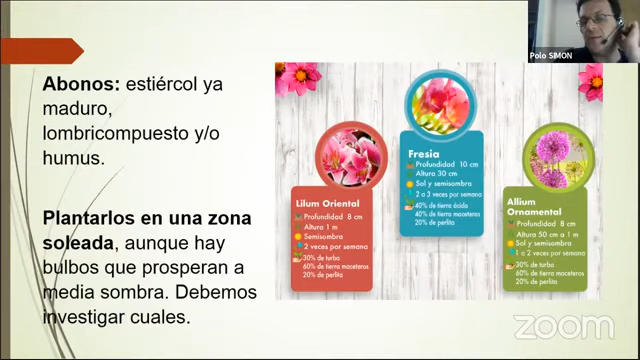 Polo SIMON
Abonos: estiércol ya
maduro,
lombricompuesto y/o
humus.
Plantarlos en una zona
soleada, aunque hay
bulbos que prosperan a
media sombra. Debemos
investigar cuales.
Lilum Oriental
Profundidad 8 cm
Altura 1 m
Semisombra
2 veces por semana
30% de turba
60% de tierra maceteros
20% de perlita
Fresia
Profundidad 10 cm
Altura 30 cm
Sol y semisombra
2 o 3 veces por semana
40% de tierra ácida
40% de tierra maceteros
20% de perlita
Allium
Ornamental
Profundidad 8 cm
Altura 50 cm a 1 m
Sol y semisombra
1 o 2 veces por semana
30% de turba
60% de tierra maceteros
20% de perlita
zoom